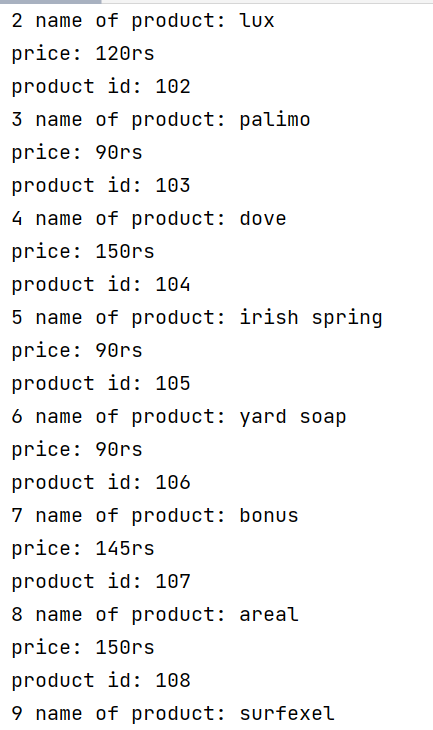 2 name of product: lux
price: 120rs
product id: 102
3 name of product: palimo
price: 90rs
product id: 103
4 name of product: dove
price: 150rs
product id: 104
5 name of product: irish spring
price: 90rs
product id: 105
6 name of product: yard soap
price: 90rs
product id: 106
7 name of product: bonus
price: 145rs
product id: 107
8 name of product: areal
price: 150rs
product id: 108
9 name of product: surfexel